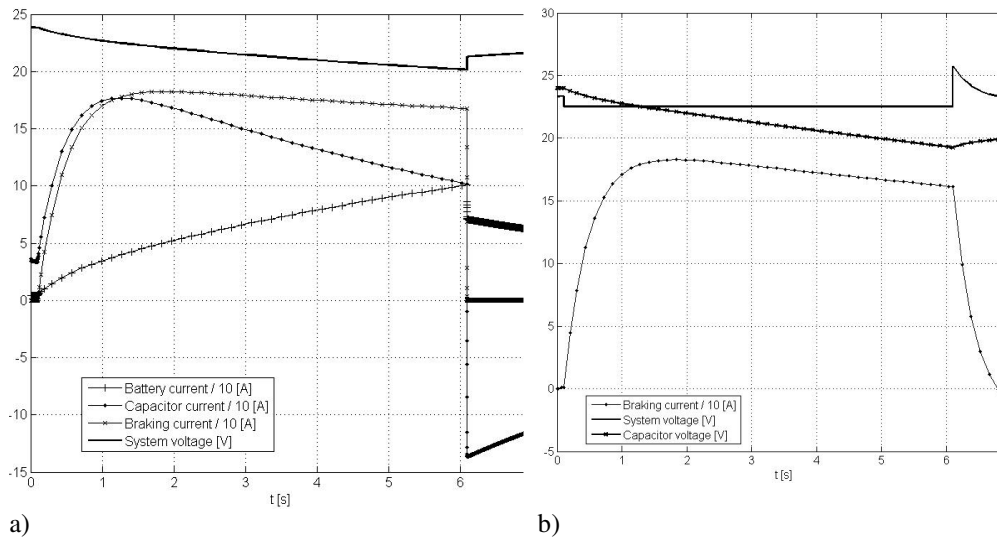 25
20
15
10
5
0
-5
-10
-15
0 1 2 3 4 5 6
t [s]
Battery current / 10 [A]
Capacitor current / 10 [A]
Braking current / 10 [A]
System voltage [V]
a)
30
25
20
15
10
5
0
-5
0 1 2 3 4 5 6
t [s]
Braking current / 10 [A]
System voltage [V]
Capacitor voltage [V]
b)